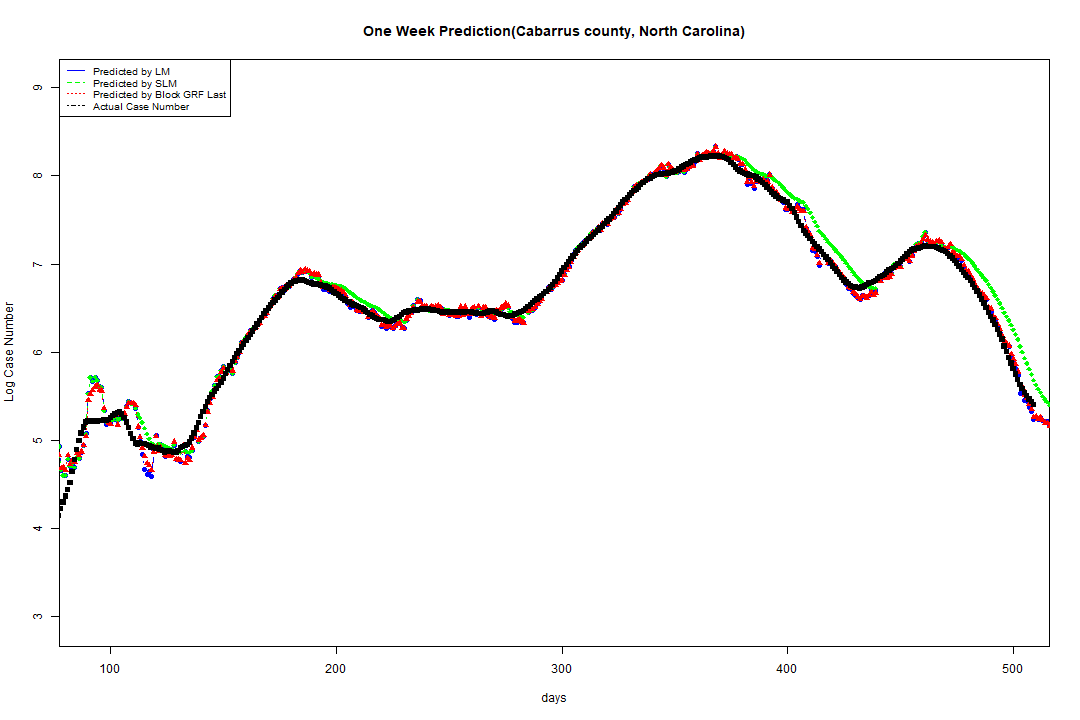 One Week Prediction(Cabarrus county, North Carolina)
Predicted by LM
Predicted by SLM
Predicted by Block GRF Last
Actual Case Number
9
8
7
6
5
4
3
Log Case Number
100 200 300 400 500
days